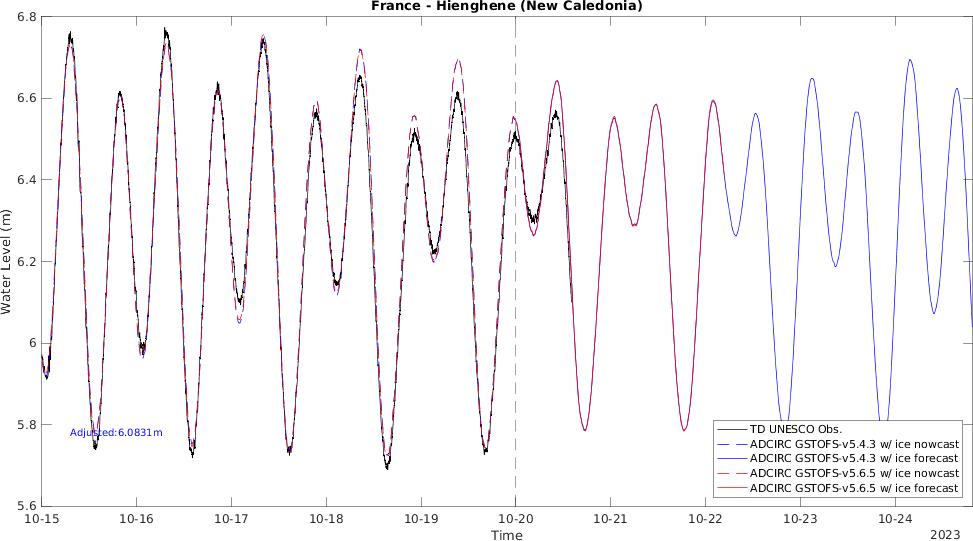 France - Hienghene (New Caledonia)
6.8
6.6
6.4
6.2
6
5.8
5.6
Water Level (m)
Adjusted:6.0831m
TD UNESCO Obs.
ADCIRC GSTOFS-v5.4.3 w/ ice nowcast
ADCIRC GSTOFS-v5.4.3 w/ ice forecast
ADCIRC GSTOFS-v5.6.5 w/ ice nowcast
ADCIRC GSTOFS-v5.6.5 w/ ice forecast
10-15 10-16 10-17 10-18 10-19 10-20 10-21 10-22 10-23 10-24
Time
2023